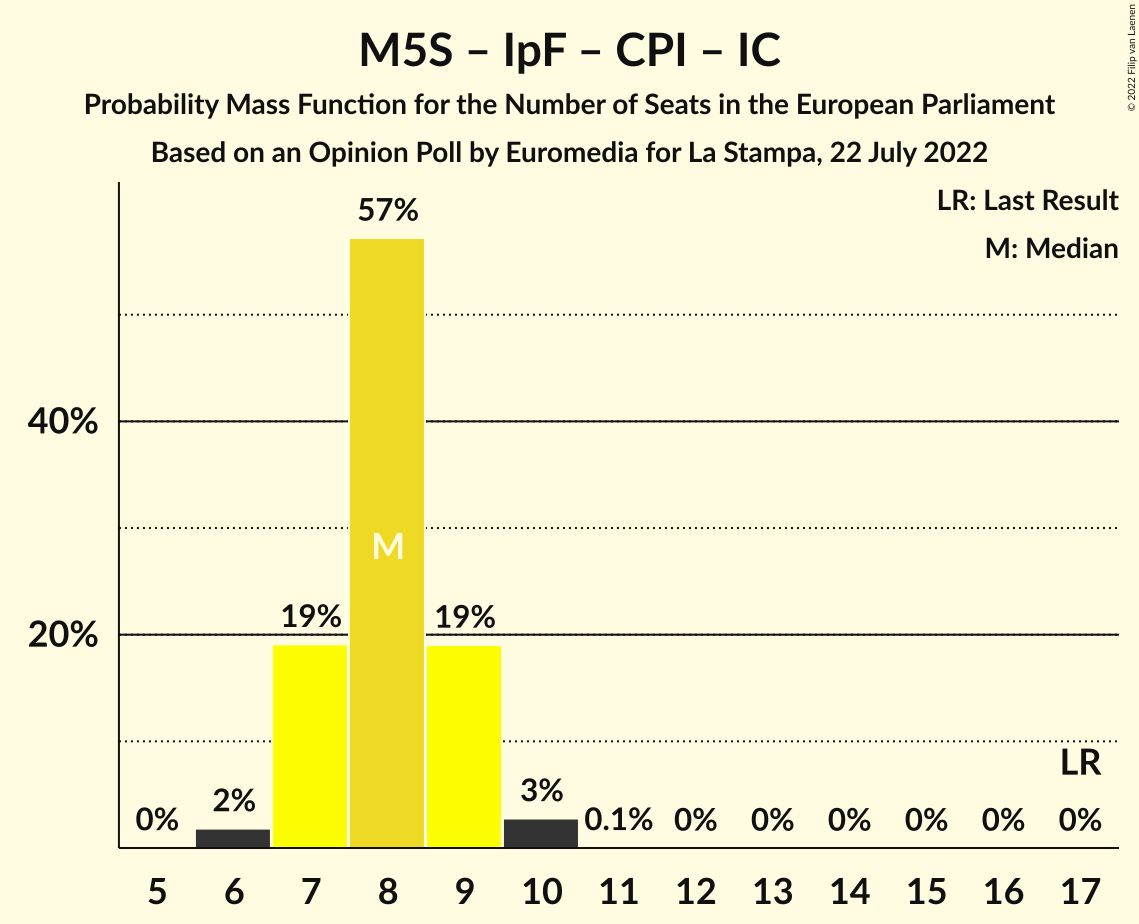 M5S – IpF – CPI – IC
Probability Mass Function for the Number of Seats in the European Parliament
Based on an Opinion Poll by Euromedia for La Stampa, 22 July 2022
© 2022 Filip van Laenen
LR: Last Result
M: Median
57%
40%
M
19%
19%
20%
LR
0%
2%
3%
0.1%
0%
0%
0%
0%
0%
0%
5 6 7 8 9 10 11 12 13 14 15 16 17